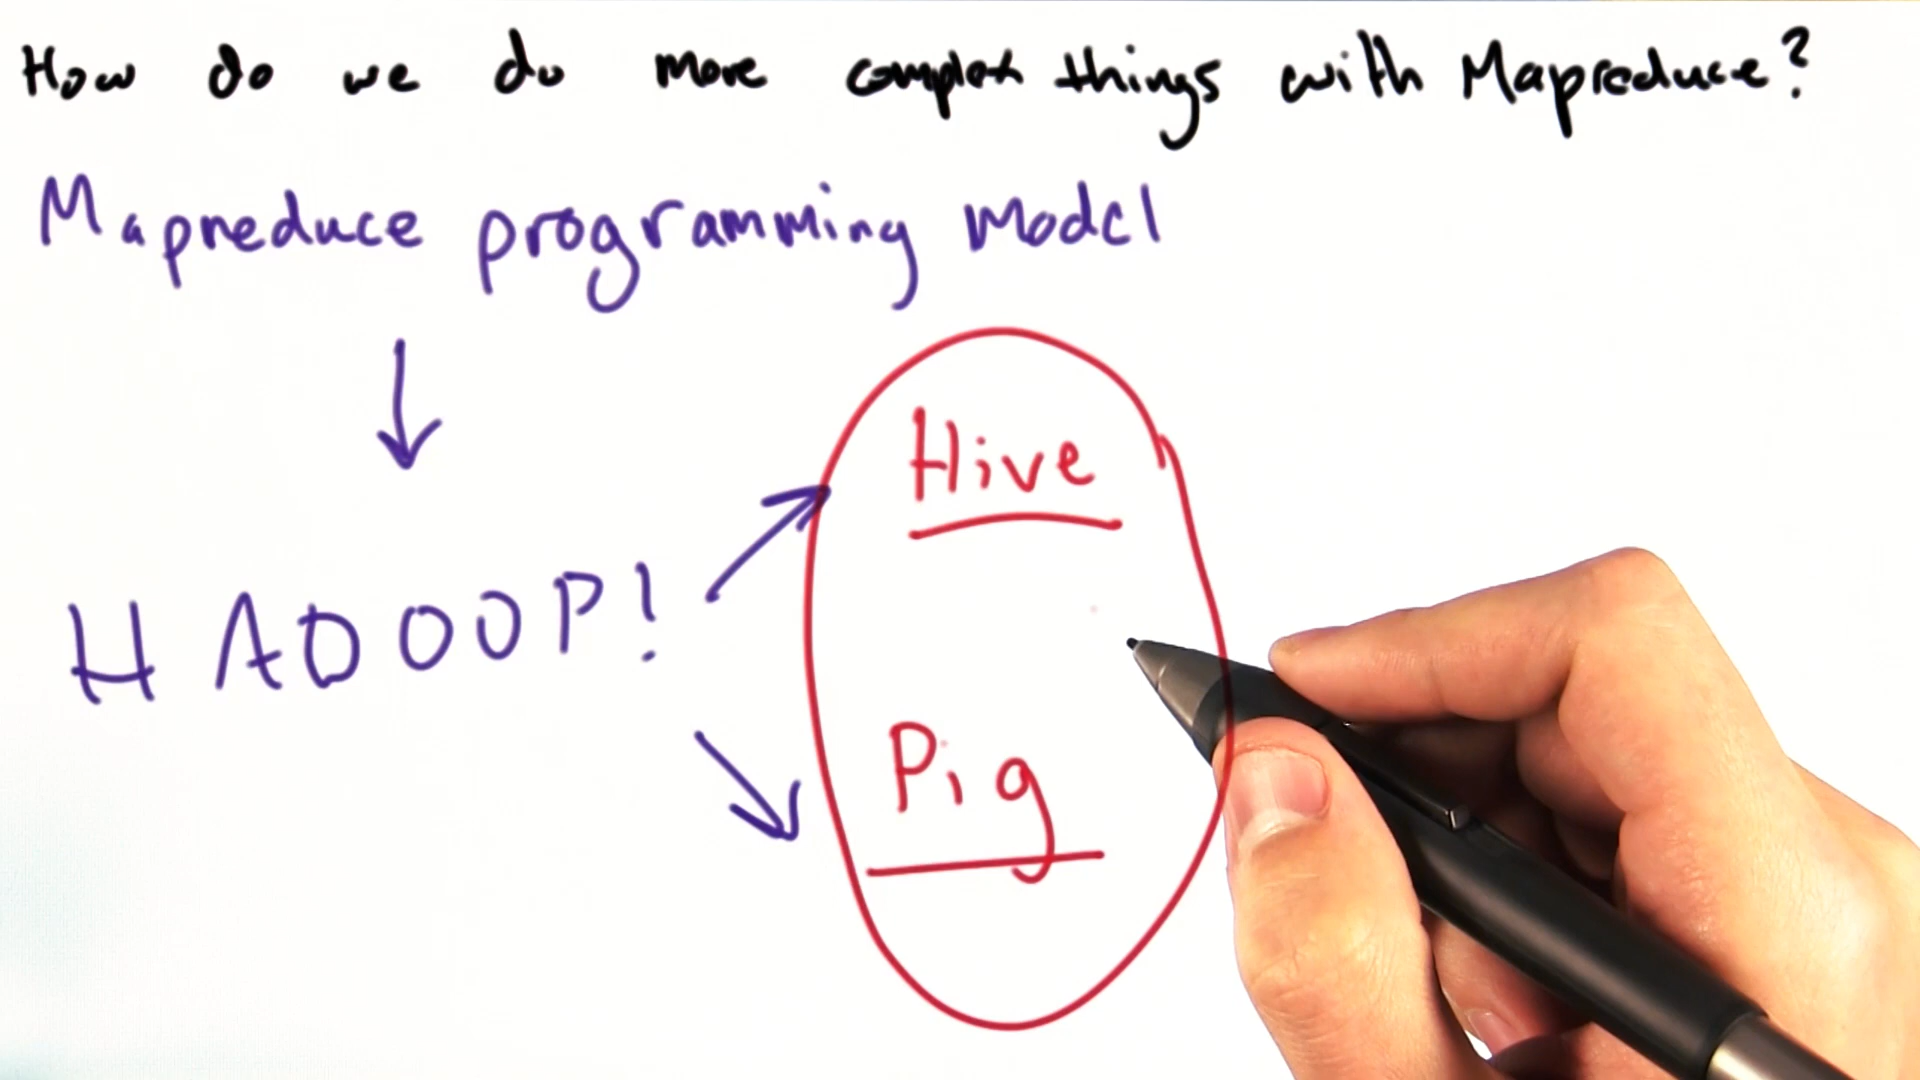 How do we do more complex things with Mapreduce?
Mapreduce programming model
HADOOP!
Hive
Pig